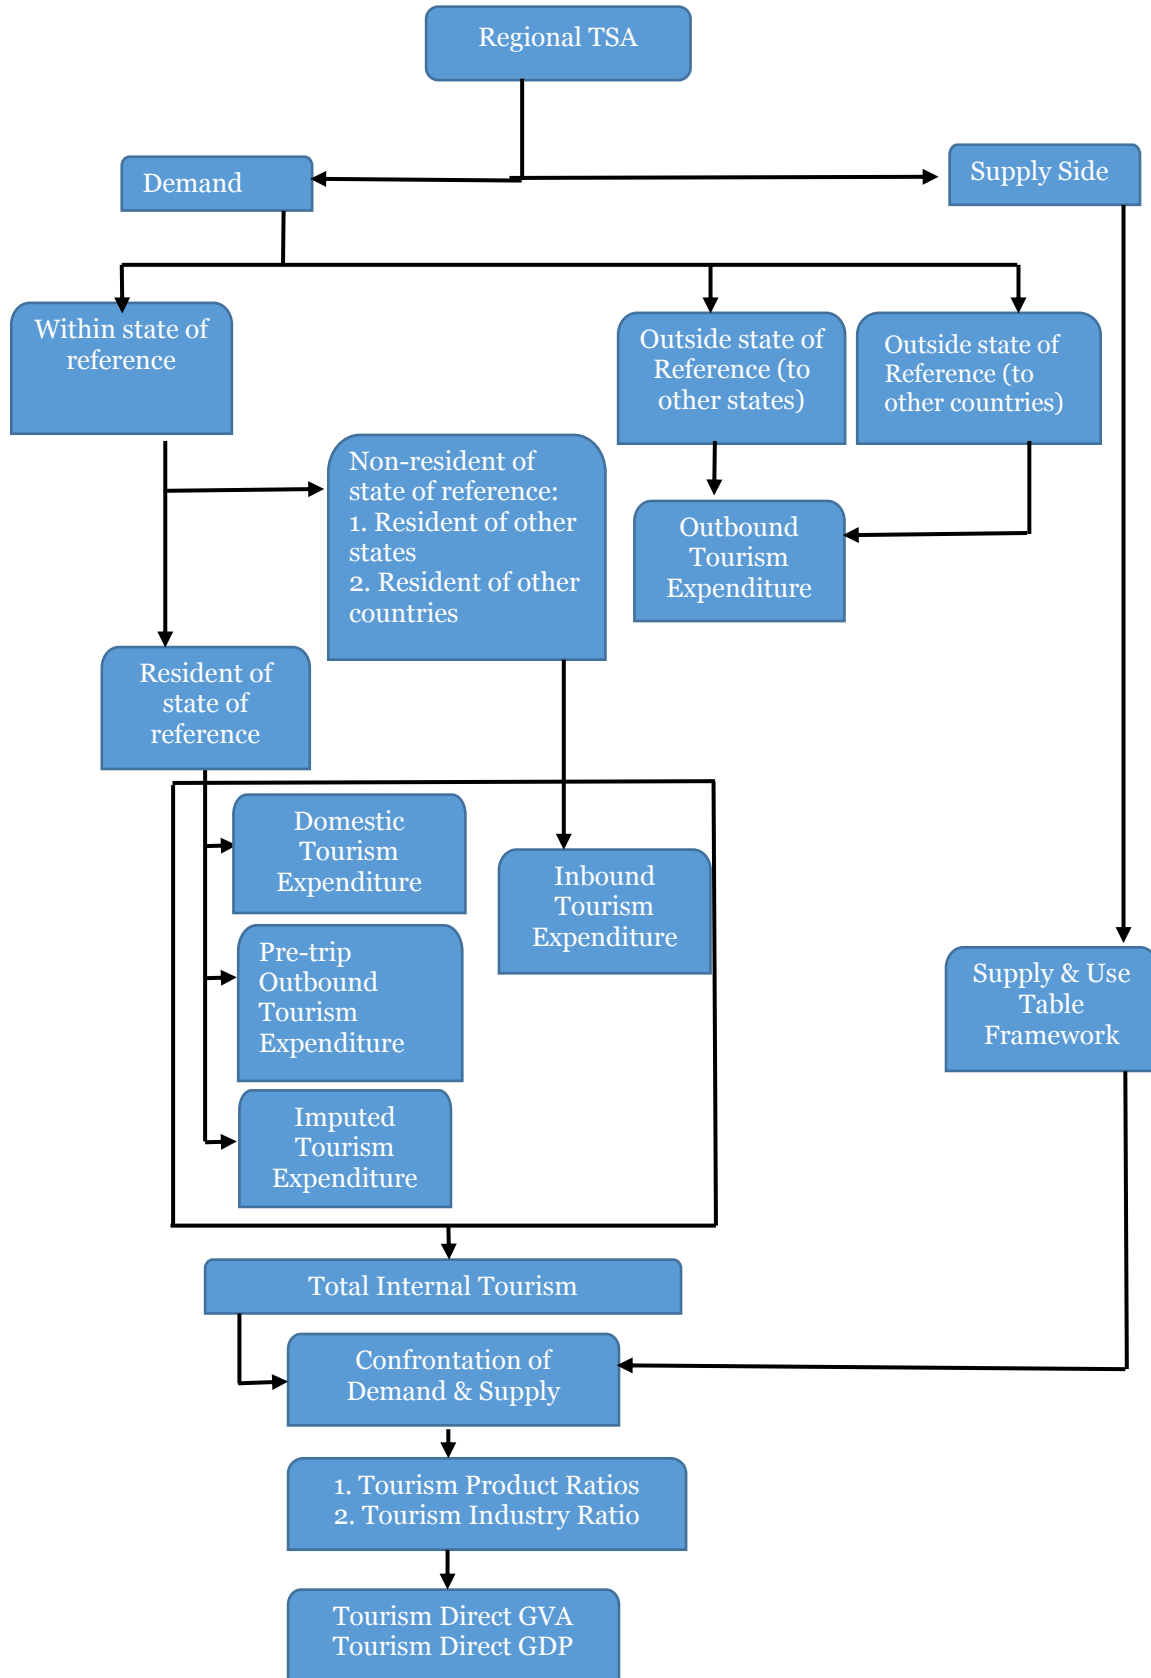 Regional TSA
Demand
Supply Side
Within state of
reference
Outside state of
Reference (to
other states)
Outside state of
Reference (to
other countries)
Non-resident of
state of reference:
1. Resident of other
states
2. Resident of other
countries
Outbound
Tourism
Expenditure
Resident of
state of
reference
Domestic
Tourism
Expenditure
Inbound
Tourism
Expenditure
Pre-trip
Outbound
Tourism
Expenditure
Supply & Use
Table
Framework
Imputed
Tourism
Expenditure
Total Internal Tourism
Confrontation of
Demand & Supply
1. Tourism Product Ratios
2. Tourism Industry Ratio
Tourism Direct GVA
Tourism Direct GDP